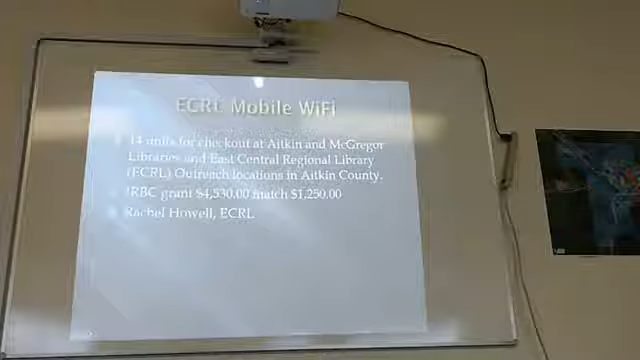 ECRL Mobile WiFi
14 units for checkout at Aitkin and McGregor
Libraries and East Central Regional Library
(ECRL) Outreach locations in Aitkin County.
IRBC grant $4,530.00 match $1,250.00
Rachel Howell, ECRL